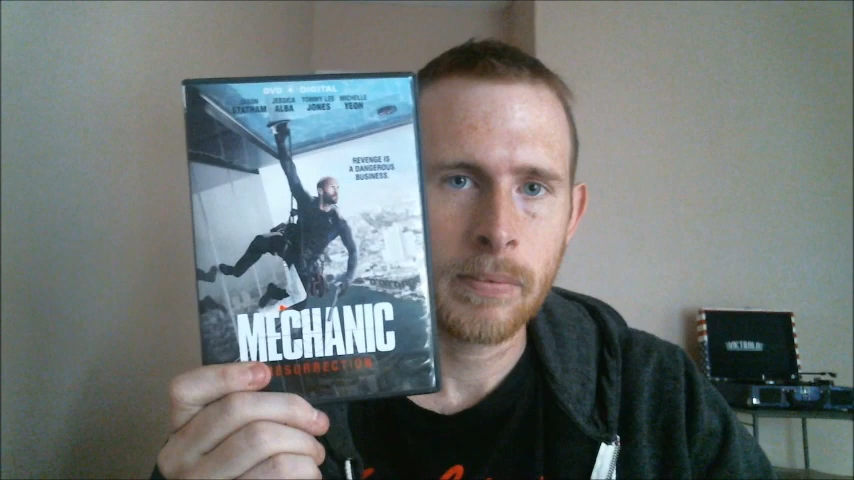 DVD + DIGITAL
JASON JESSICA TOMMY LEE MICHELLE
STATHAM ALBA JONES YEOH
REVENGE IS
A DANGEROUS
BUSINESS.
MECHANIC
RESURRECTION
VICTROLA